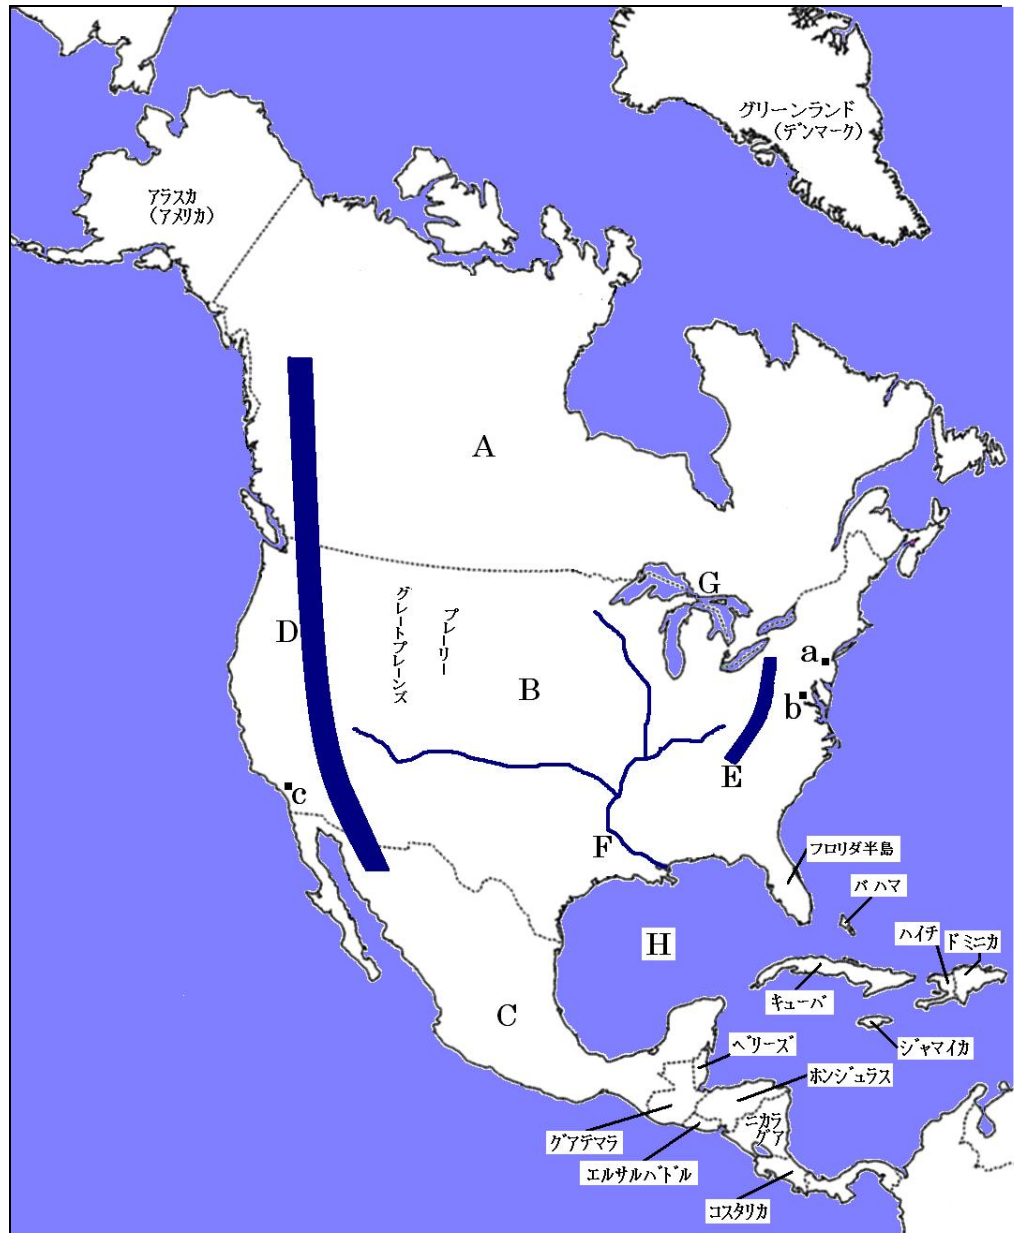 グリーンランド
(デンマーク)
アラスカ
(アメリカ)
A
G
グレートプレーンズ
プレーリー
D
B
a
b
E
c
F
フロリダ半島
バハマ
H
ハイチ
ドミニカ
キューバ
C
ジャマイカ
ベリーズ
ホンジュラス
ニカラ
グア
グアテマラ
エルサルバドル
コスタリカ